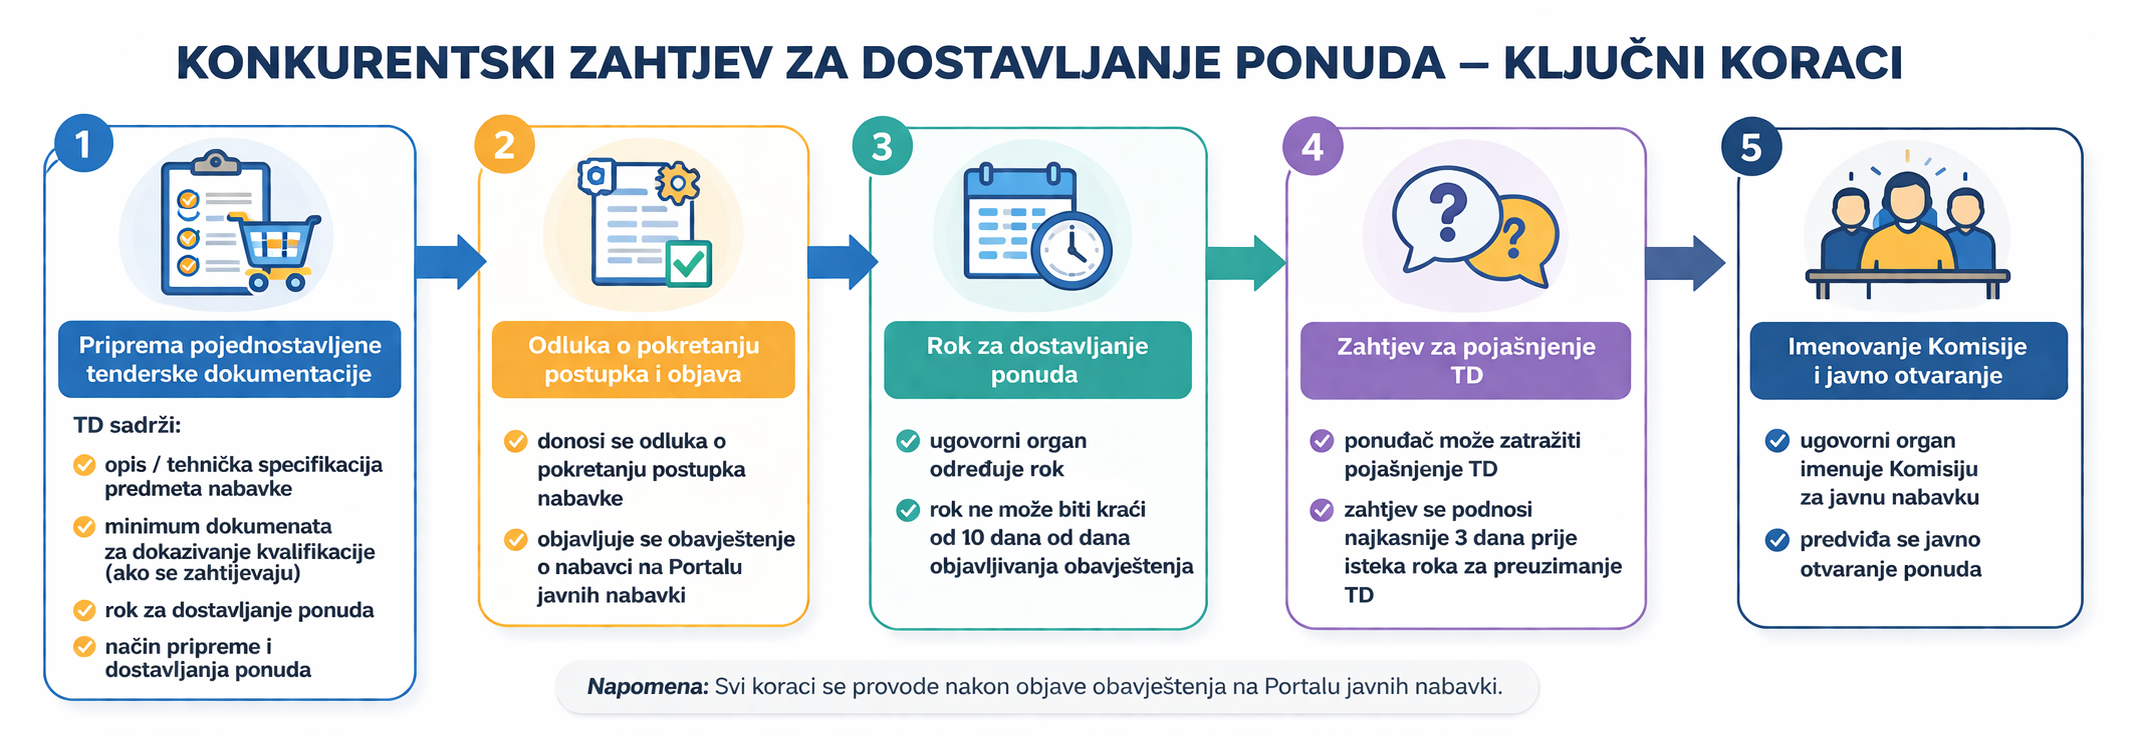 KONKURENTSKI ZAHTJEV ZA DOSTAVLJANJE PONUDA – KLJUČNI KORACI
1
Priprema pojednostavljene
tenderske dokumentacije
TD sadrži:
opis / tehnička specifikacija
predmeta nabavke
minimum dokumenata
za dokazivanje kvalifikacije
(ako se zahtijevaju)
rok za dostavljanje ponuda
način pripreme i
dostavljanja ponuda
2
Odluka o pokretanju
postupka i objava
donosi se odluka o
pokretanju postupka
nabavke
objavljuje se obavještenje
o nabavci na Portalu
javnih nabavki
3
Rok za dostavljanje
ponuda
ugovorni organ
određuje rok
rok ne može biti kraći
od 10 dana od dana
objavljivanja obavještenja
4
Zahtjev za pojašnjenje
TD
ponuđač može zatražiti
pojašnjenje TD
zahtjev se podnosi
najkasnije 3 dana prije
isteka roka za preuzimanje
TD
5
Imenovanje Komisije
i javno otvaranje
ugovorni organ
imenuje Komisiju
za javnu nabavku
predviđa se javno
otvaranje ponuda
Napomena: Svi koraci se provode nakon objave obavještenja na Portalu javnih nabavki.